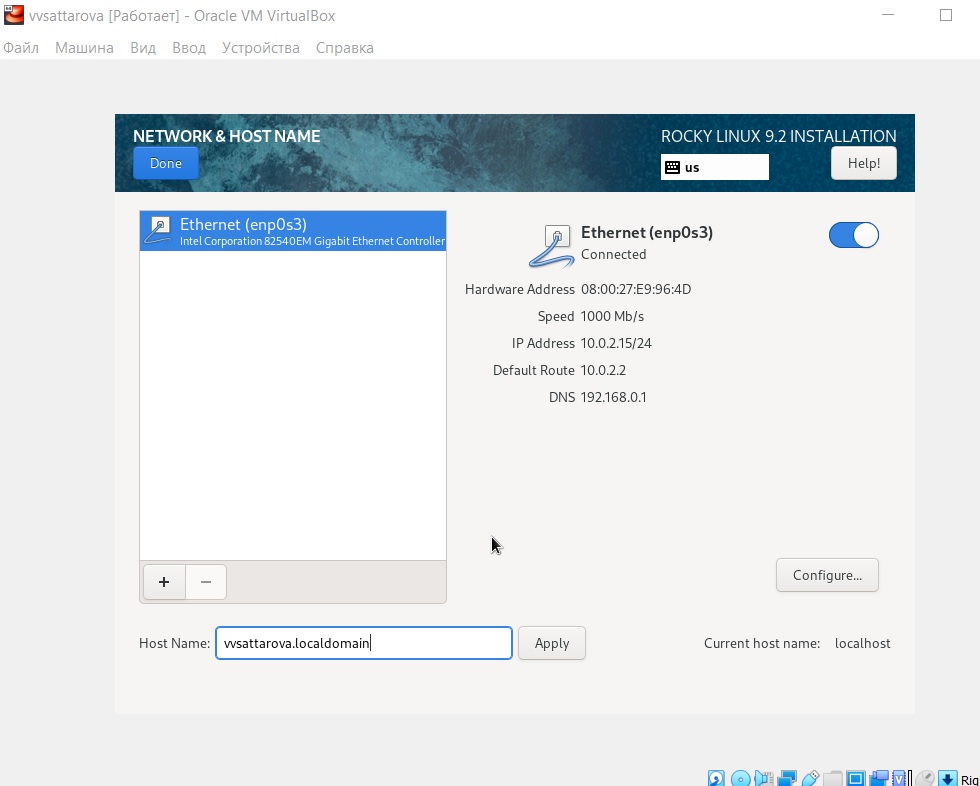 vvsattarova [Работает] - Oracle VM VirtualBox
Файл Машина Вид Ввод Устройства Справка
NETWORK & HOST NAME
ROCKY LINUX 9.2 INSTALLATION
Done
us
Help!
Ethernet (enp0s3)
Intel Corporation 82540EM Gigabit Ethernet Controller
Ethernet (enp0s3)
Connected
Hardware Address 08:00:27:E9:96:4D
Speed 1000 Mb/s
IP Address 10.0.2.15/24
Default Route 10.0.2.2
DNS 192.168.0.1
+ −
Configure...
Host Name: vvsattarova.localdomain Apply Current host name: localhost